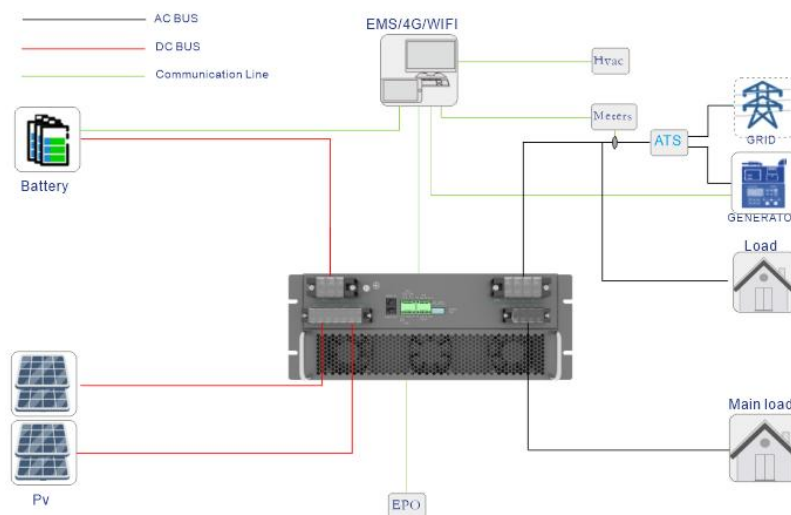 AC BUS
DC BUS
Communication Line
EMS/4G/WIFI
Hvac
Meters
ATS
GRID
GENERATO
Battery
Load
Main load
Pv
EPO